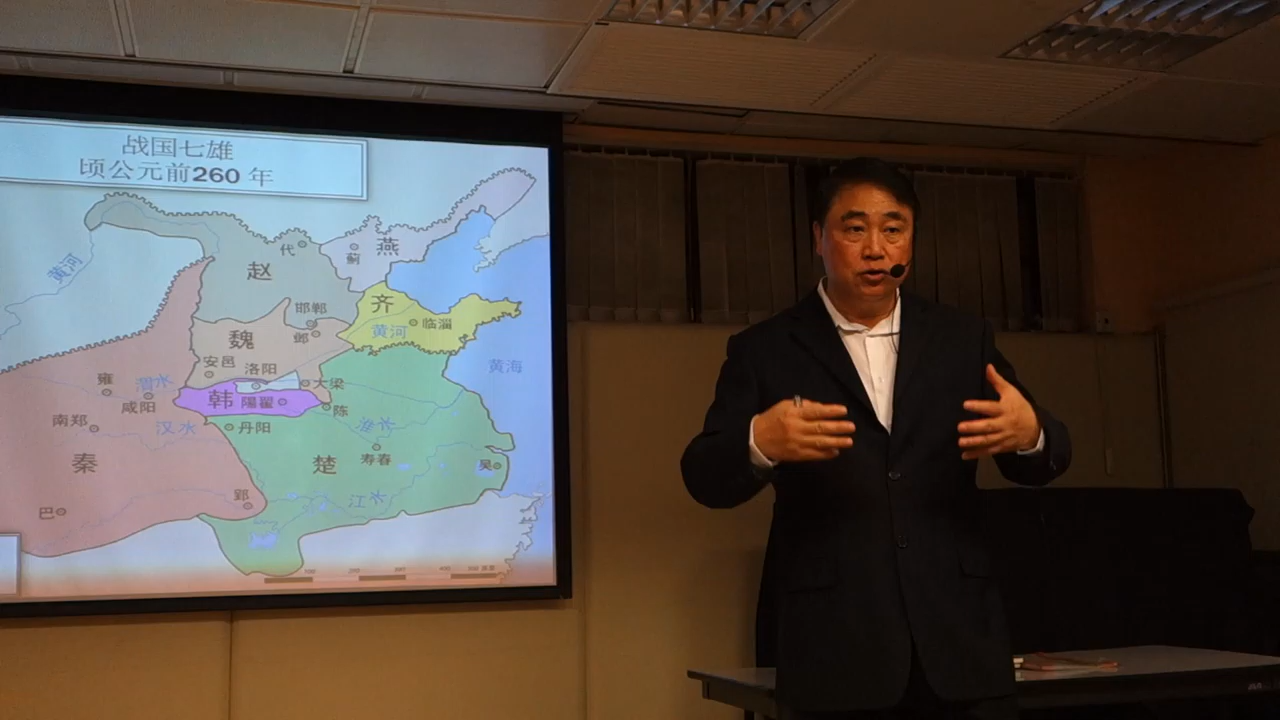 战国七雄
顷公元前260年
代
蓟
燕
赵
黄河
邯郸
齐
临淄
黄河
魏
邺
安邑
洛阳
大梁
黄海
雍
渭水
咸阳
韩
陽翟
陈
南郑
汉水
丹阳
淮水
寿春
秦
楚
吴
郢
江水
巴